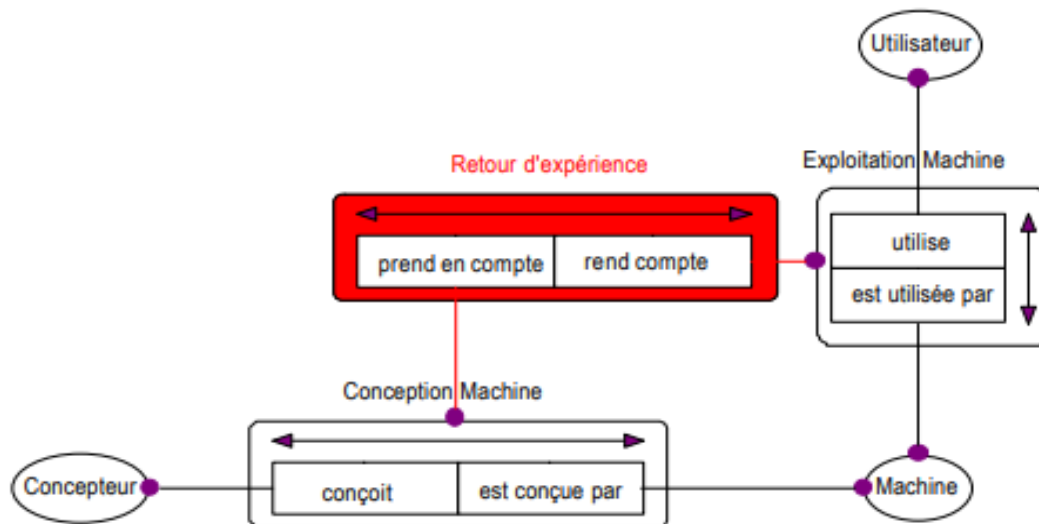 Utilisateur
Exploitation Machine
Retour d'expérience
utilise
prend en compte
rend compte
est utilisée par
Conception Machine
Concepteur
conçoit
est conçue par
Machine